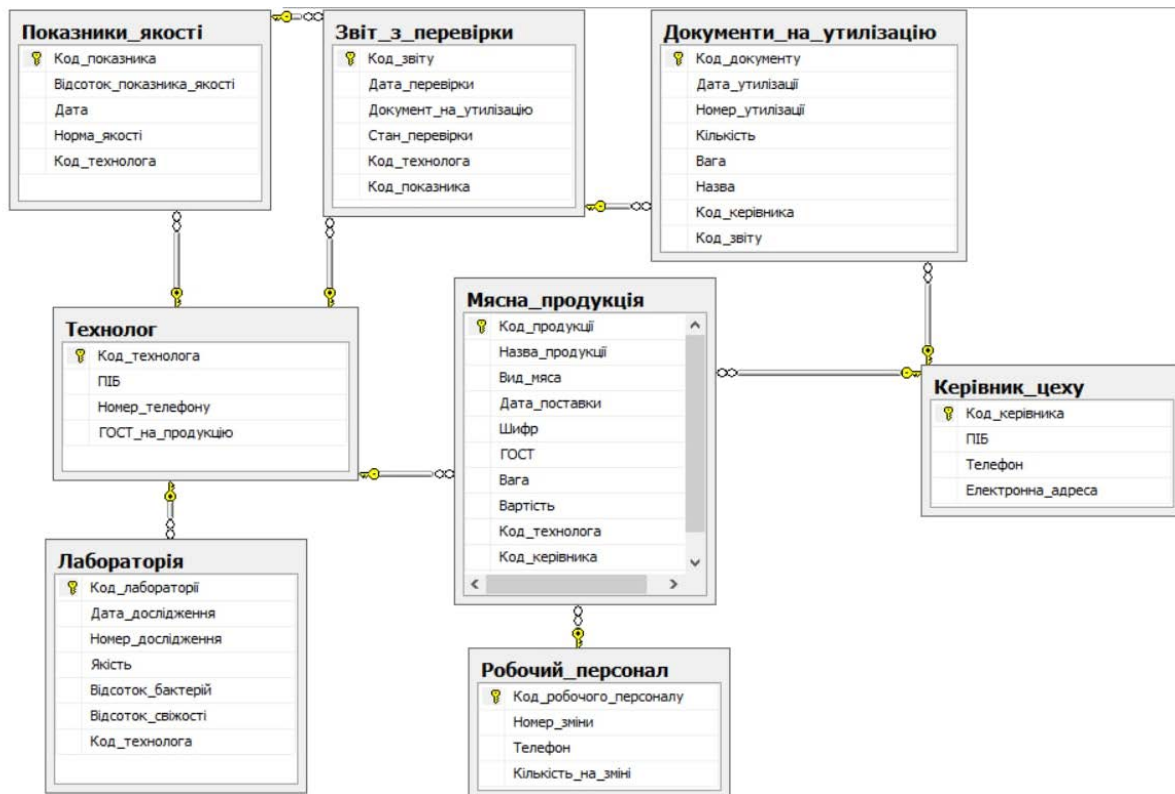 Показники_якості
Код_показника
Відсоток_показника_якості
Дата
Норма_якості
Код_технолога
Звіт_з_перевірки
Код_звіту
Дата_перевірки
Документ_на_утилізацію
Стан_перевірки
Код_технолога
Код_показника
Документи_на_утилізацію
Код_документу
Дата_утилізації
Номер_утилізації
Кількість
Вага
Назва
Код_керівника
Код_звіту
Технолог
Код_технолога
ПІБ
Номер_телефону
ГОСТ_на_продукцію
Мясна_продукція
Код_продукції
Назва_продукції
Вид_мяса
Дата_поставки
Шифр
ГОСТ
Вага
Вартість
Код_технолога
Код_керівника
Керівник_цеху
Код_керівника
ПІБ
Телефон
Електронна_адреса
Лабораторія
Код_лабораторії
Дата_дослідження
Номер_дослідження
Якість
Відсоток_бактерій
Відсоток_свіжості
Код_технолога
Робочий_персонал
Код_робочого_персоналу
Номер_зміни
Телефон
Кількість_на_зміні